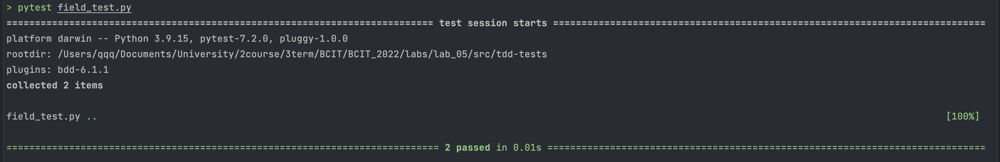 > pytest field_test.py
=========================================================================== test session starts ============================================================================
platform darwin -- Python 3.9.15, pytest-7.2.0, pluggy-1.0.0
rootdir: /Users/qqq/Documents/University/2course/3term/BCIT/BCIT_2022/labs/lab_05/src/tdd-tests
plugins: bdd-6.1.1
collected 2 items
field_test.py .. [100%]
============================================================================ 2 passed in 0.01s =============================================================================